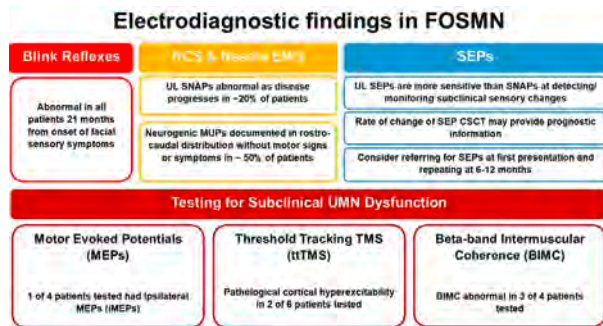 Electrodiagnostic findings in FOSMN
Blink Reflexes
Abnormal in all
patients 21 months
from onset of facial
sensory symptoms
NCS & Needle EMG
UL SNAPs abnormal as disease
progresses in ~20% of patients
Neurogenic MUPs documented in rostro-
caudal distribution without motor signs
or symptoms in ~ 50% of patients
SEPs
UL SEPs are more sensitive than SNAPs at detecting/
monitoring subclinical sensory changes
Rate of change of SEP CSCT may provide prognostic
information
Consider referring for SEPs at first presentation and
repeating at 6-12 months
Testing for Subclinical UMN Dysfunction
Motor Evoked Potentials
(MEPs)
1 of 4 patients tested had Ipsilateral
MEPs (iMEPs)
Threshold Tracking TMS
(ttTMS)
Pathological cortical hyperexcitability
in 2 of 6 patients tested
Beta-band Intermuscular
Coherence (BIMC)
BIMC abnormal in 3 of 4 patients
tested